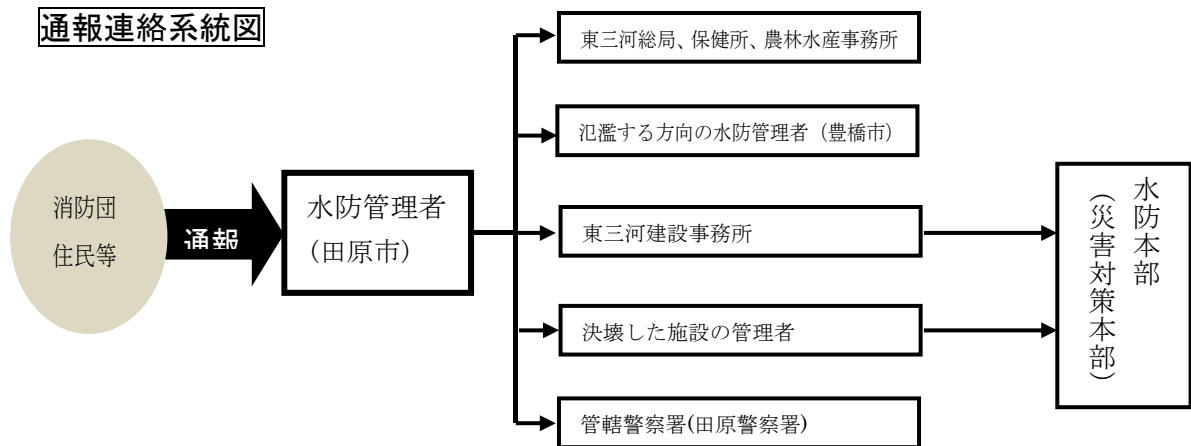 通報連絡系統図
消防団
住民等
通報
水防管理者
(田原市)
東三河総局、保健所、農林水産事務所
氾濫する方向の水防管理者（豊橋市）
東三河建設事務所
決壊した施設の管理者
管轄警察署(田原警察署)
水防本部
（災害対策本部）